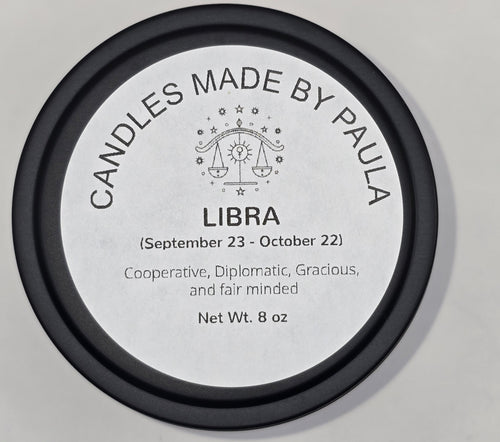 CANDLES MADE BY PAULA
LIBRA
(September 23 - October 22)
Cooperative, Diplomatic, Gracious,
and fair minded
Net Wt. 8 oz